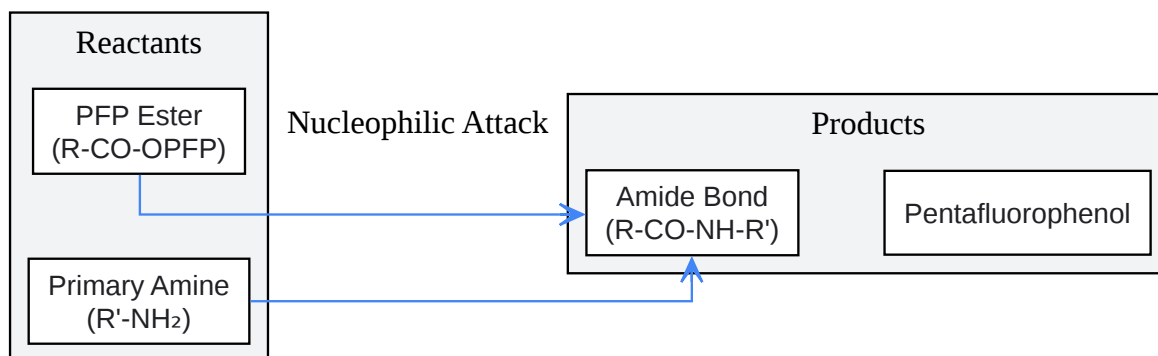 Reactants
PFP Ester
(R-CO-OPFP)
Primary Amine
(R'-NH₂)
Nucleophilic Attack
Products
Amide Bond
(R-CO-NH-R')
Pentafluorophenol